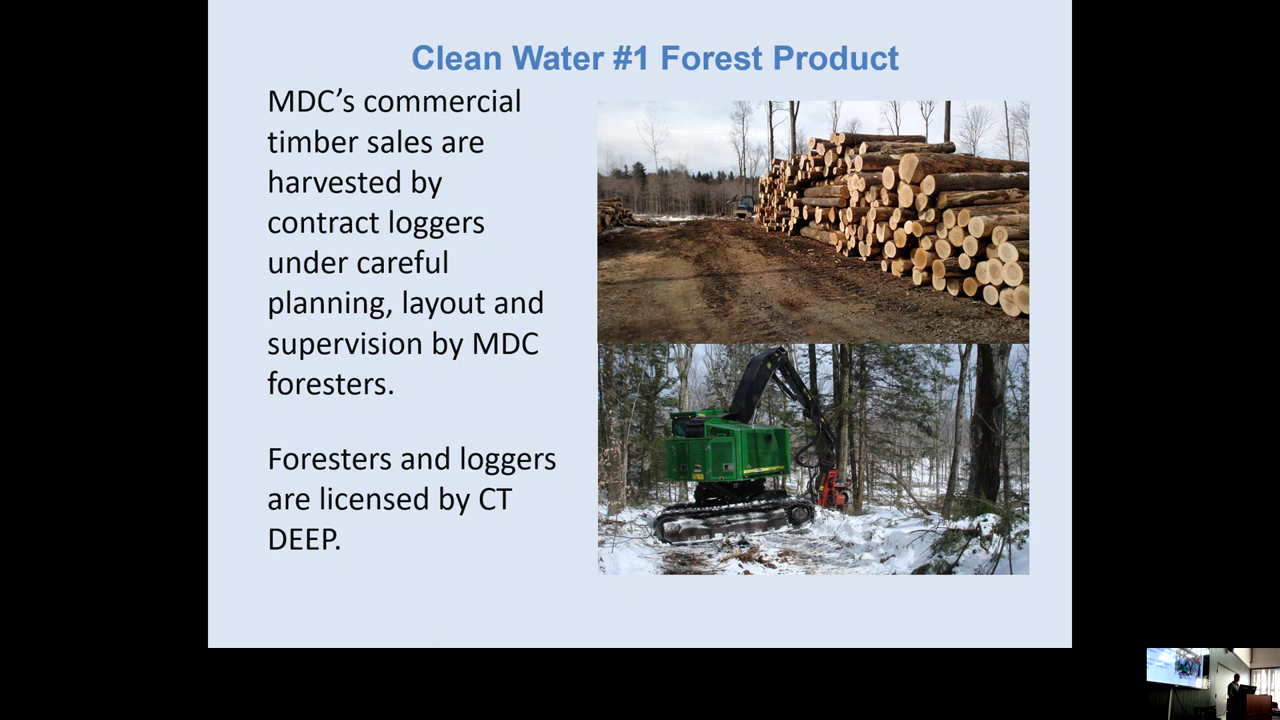 Clean Water #1 Forest Product
MDC’s commercial
timber sales are
harvested by
contract loggers
under careful
planning, layout and
supervision by MDC
foresters.
Foresters and loggers
are licensed by CT
DEEP.